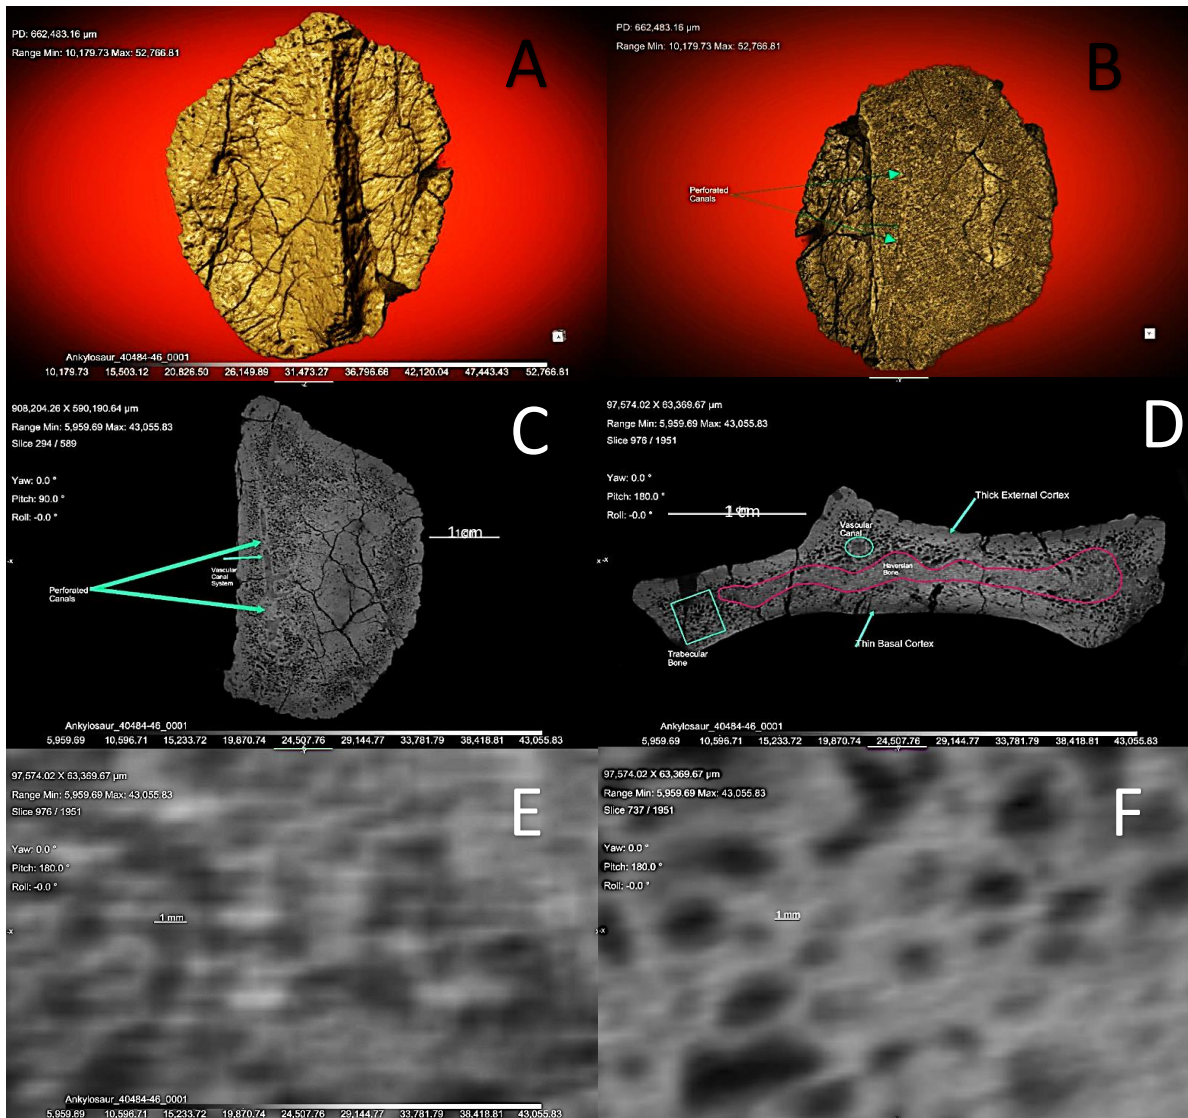 PD: 662,483.16 µm
Range Min: 10,179.73 Max: 52,766.81
A
Ankylosaur_40484-46_0001
10,179.73 15,503.12 20,826.50 26,149.89 31,473.27 36,796.66 42,120.04 47,443.43 52,766.81
PD: 662,483.16 µm
Range Min: 10,179.73 Max: 52,766.81
B
Perforated
Canals
908,204.26 X 590,190.64 µm
Range Min: 5,959.69 Max: 43,055.83
Slice 294 / 589
Yaw: 0.0 °
Pitch: 90.0 °
Roll: -0.0 °
C
1 cm
Vascular
Canal
System
Perforated
Canals
-X
Ankylosaur_40484-46_0001
5,959.69 10,596.71 15,233.72 19,870.74 24,507.76 29,144.77 33,781.79 38,418.81 43,055.83
97,574.02 X 63,369.67 µm
Range Min: 5,959.69 Max: 43,055.83
Slice 976 / 1951
Yaw: 0.0 °
Pitch: 180.0 °
Roll: -0.0 °
D
1 cm
Thick External Cortex
Vascular
Canal
Haversian
Bone
Trabecular
Bone
Thin Basal Cortex
-X
Ankylosaur_40484-46_0001
5,959.69 10,596.71 15,233.72 19,870.74 24,507.76 29,144.77 33,781.79 38,418.81 43,055.83
97,574.02 X 63,369.67 µm
Range Min: 5,959.69 Max: 43,055.83
Slice 976 / 1951
Yaw: 0.0 °
Pitch: 180.0 °
Roll: -0.0 °
E
1 mm
-X
Ankylosaur_40484-46_0001
5,959.69 10,596.71 15,233.72 19,870.74 24,507.76 29,144.77 33,781.79 38,418.81 43,055.83
97,574.02 X 63,369.67 µm
Range Min: 5,959.69 Max: 43,055.83
Slice 737 / 1951
Yaw: 0.0 °
Pitch: 180.0 °
Roll: -0.0 °
F
1 mm
-X